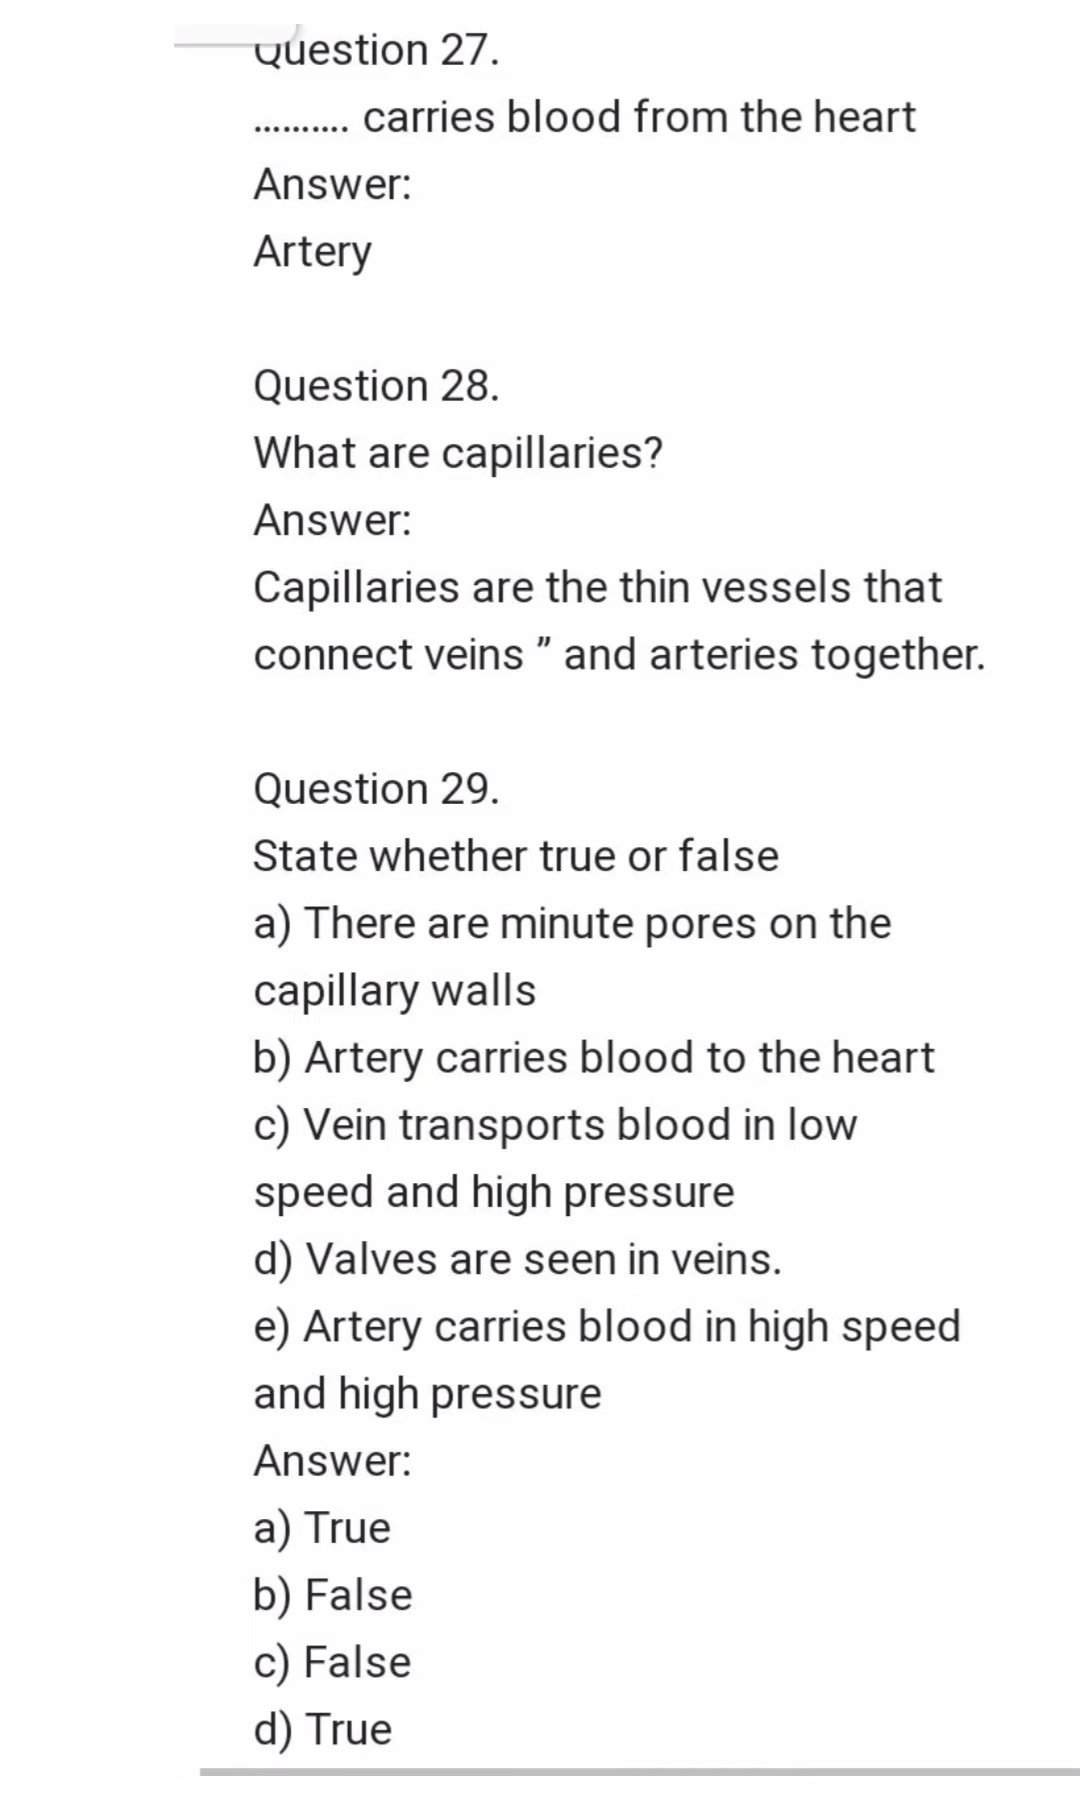 Question 27.
.......... carries blood from the heart
Answer:
Artery
Question 28.
What are capillaries?
Answer:
Capillaries are the thin vessels that
connect veins ” and arteries together.
Question 29.
State whether true or false
a) There are minute pores on the
capillary walls
b) Artery carries blood to the heart
c) Vein transports blood in low
speed and high pressure
d) Valves are seen in veins.
e) Artery carries blood in high speed
and high pressure
Answer:
a) True
b) False
c) False
d) True